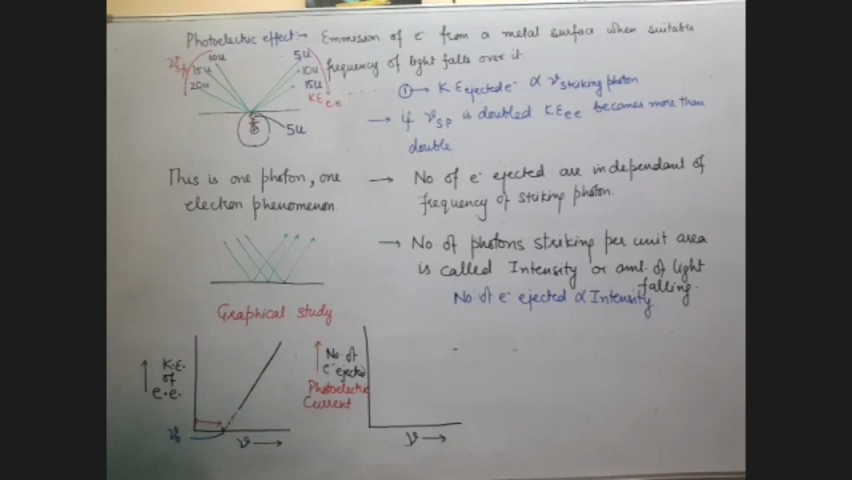 Photoelectric effect:→ Emmision of e⁻ from a metal surface when suitable
frequency of light falls over it.
10u
15u
20u
5u
10u
15u
KEee
5u
① → KEejected e⁻ ∝ νstriking photon
→ if νsp is doubled KEee becomes more than
double
This is one photon, one
electron phenomenon.
→ No of e⁻ ejected are independant of
frequency of striking photon.
→ No. of photons striking per unit area
is called Intensity or amt. of light
falling.
No of e⁻ ejected ∝ Intensity
Graphical study
K.E.
of
e.e.
ν₀
ν →
No of
e⁻ ejected
Photoelectric
Current
ν →